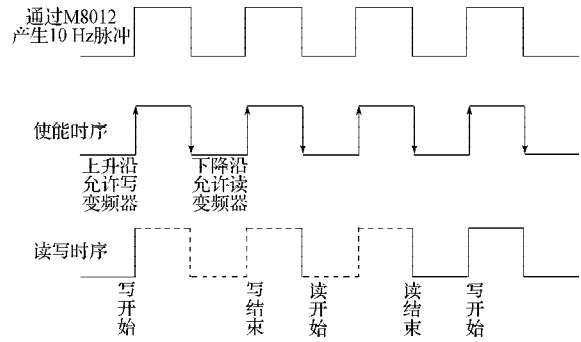 通过M8012
产生10 Hz脉冲
使能时序
上升沿
允许写
变频器
下降沿
允许读
变频器
读写时序
写开始
写结束
读开始
读结束
写开始